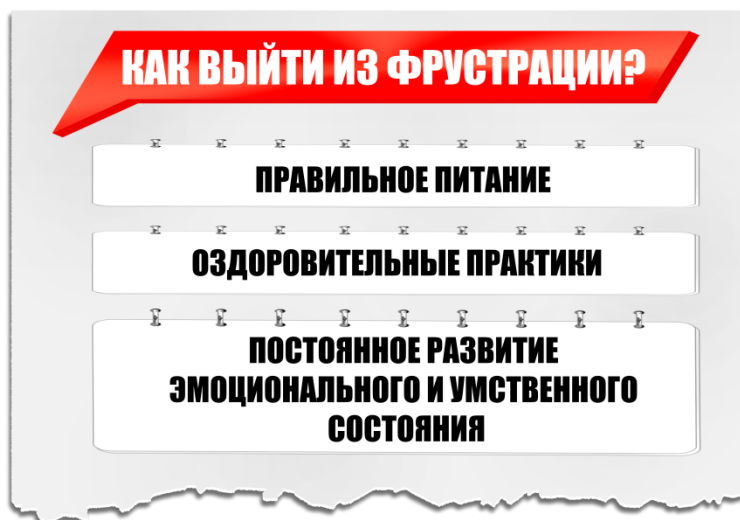 КАК ВЫЙТИ ИЗ ФРУСТРАЦИИ?
ПРАВИЛЬНОЕ ПИТАНИЕ
ОЗДОРОВИТЕЛЬНЫЕ ПРАКТИКИ
ПОСТОЯННОЕ РАЗВИТИЕ
ЭМОЦИОНАЛЬНОГО И УМСТВЕННОГО
СОСТОЯНИЯ